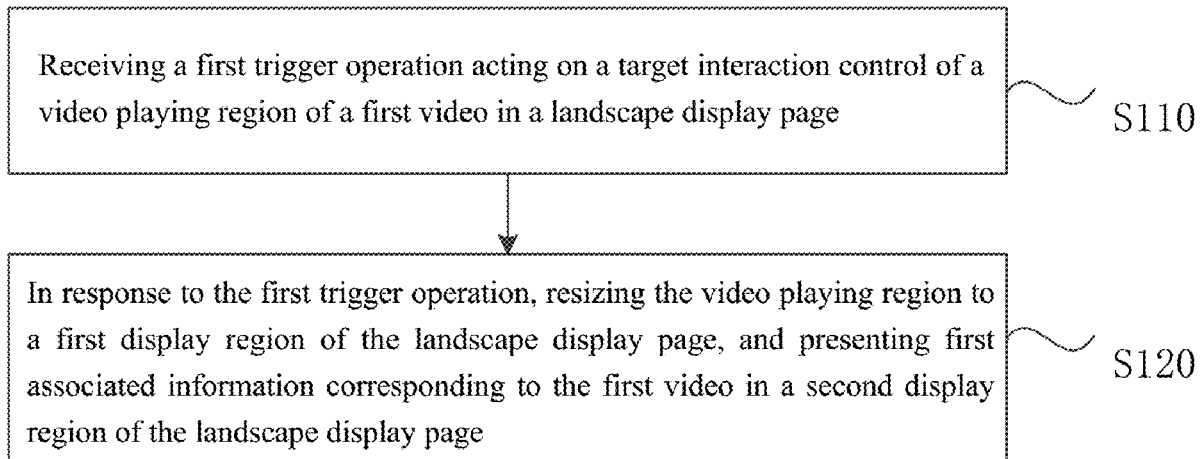 Receiving a first trigger operation acting on a target interaction control of a
video playing region of a first video in a landscape display page
S110
In response to the first trigger operation, resizing the video playing region to
a first display region of the landscape display page, and presenting first
associated information corresponding to the first video in a second display
region of the landscape display page
S120